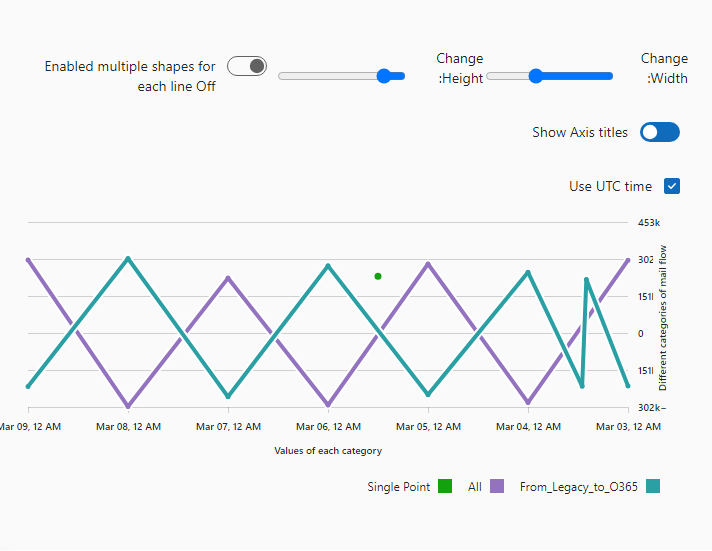 Enabled multiple shapes for
each line Off
Change
:Height
Change
:Width
Show Axis titles
Use UTC time
453k
302
151l
0
151l
302k−
Different categories of mail flow
Mar 09, 12 AM
Mar 08, 12 AM
Mar 07, 12 AM
Mar 06, 12 AM
Mar 05, 12 AM
Mar 04, 12 AM
Mar 03, 12 AM
Values of each category
Single Point
All
From_Legacy_to_O365